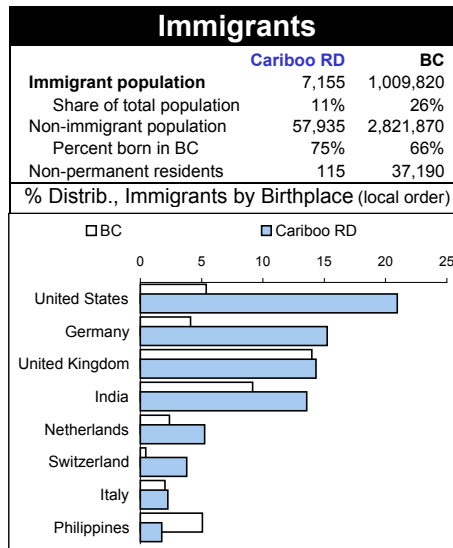 Immigrants
Cariboo RD BC
Immigrant population 7,155 1,009,820
Share of total population 11% 26%
Non-immigrant population 57,935 2,821,870
Percent born in BC 75% 66%
Non-permanent residents 115 37,190
% Distrib., Immigrants by Birthplace (local order)
BC Cariboo RD
0 5 10 15 20 25
United States
Germany
United Kingdom
India
Netherlands
Switzerland
Italy
Philippines